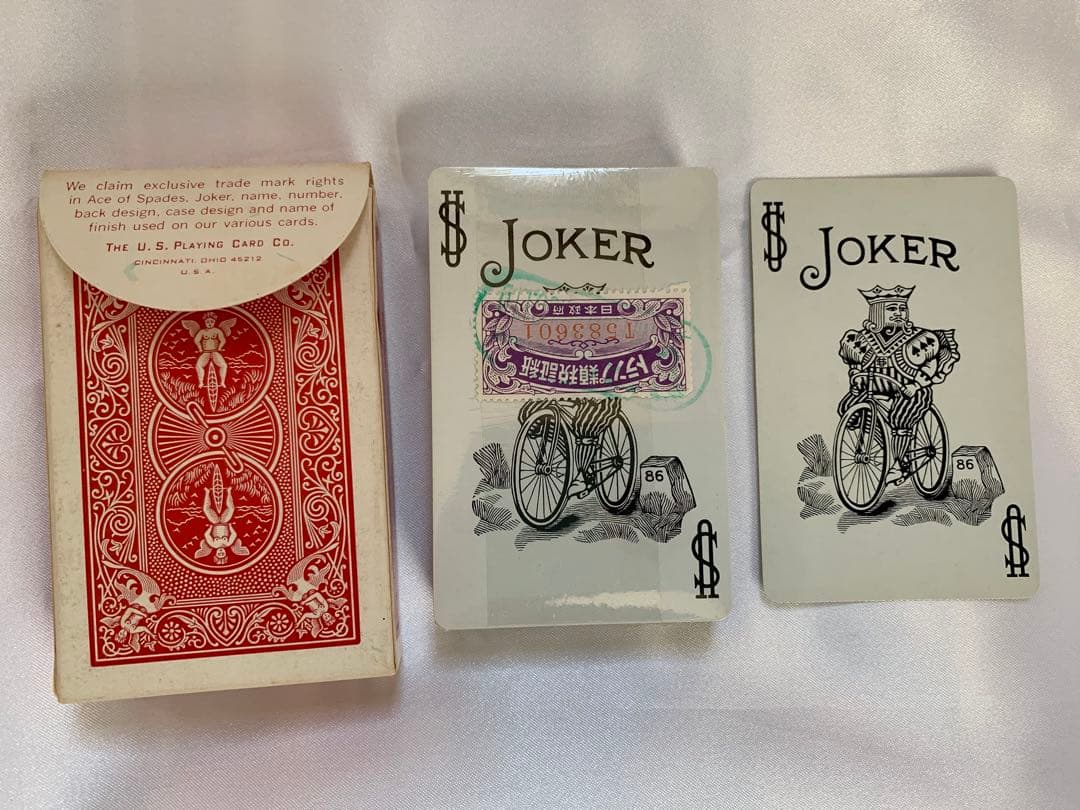 We claim exclusive trade mark rights
in Ace of Spades, Joker, name, number,
back design, case design and name of
finish used on our various cards.
THE U. S. PLAYING CARD CO.
CINCINNATI, OHIO 45212
U. S. A.
JOKER
日本政府
T583601
トランプ類税証紙
86
JOKER
86